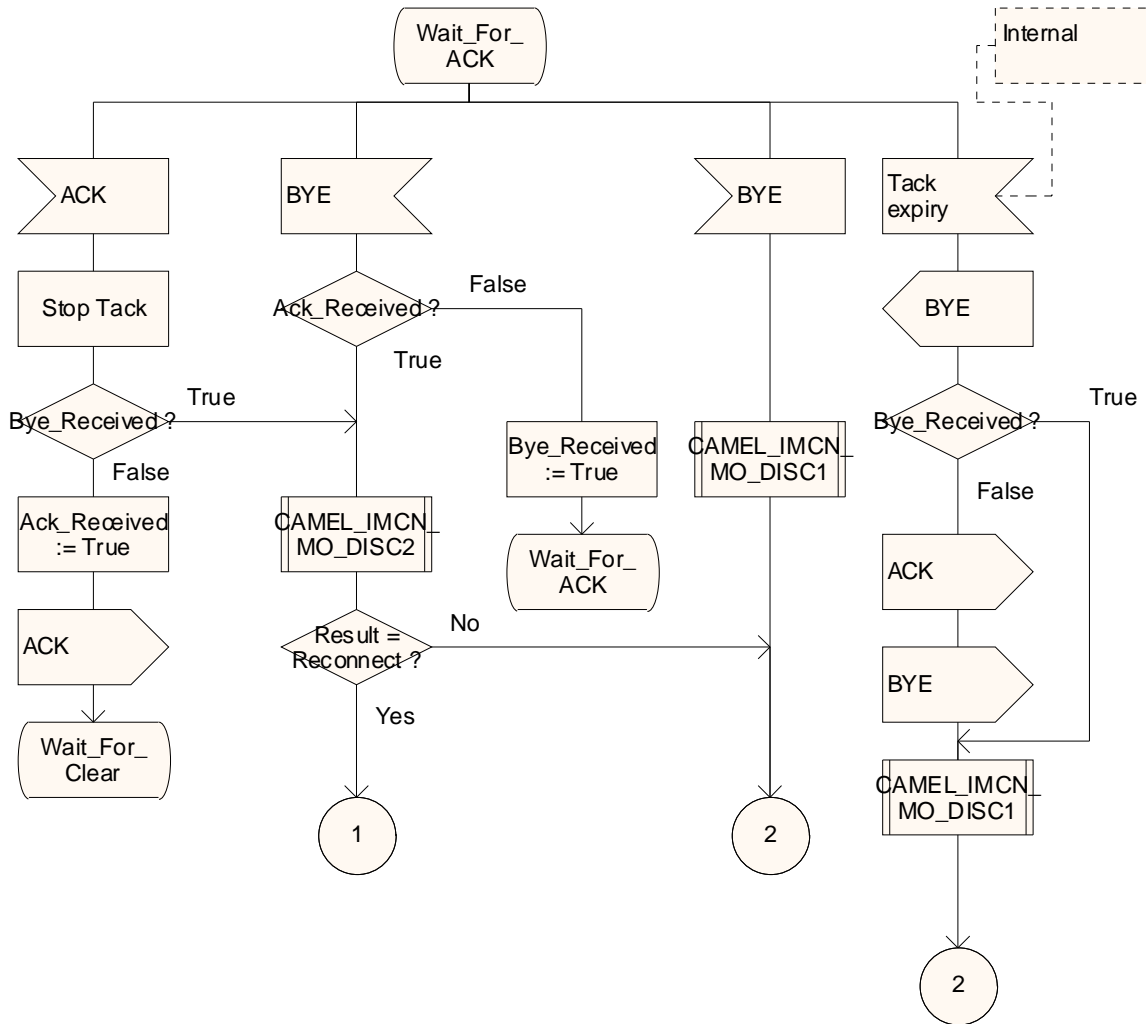 Wait_For_
ACK
Internal
ACK
BYE
BYE
Tack
expiry
Stop Tack
Ack_Received ?
False
True
BYE
Bye_Received ?
True
False
Bye_Received
:= True
CAMEL_IMCN_
MO_DISC1
Bye_Received ?
True
False
Ack_Received
:= True
CAMEL_IMCN_
MO_DISC2
Wait_For_
ACK
ACK
ACK
Result =
Reconnect ?
No
Yes
BYE
Wait_For_
Clear
CAMEL_IMCN_
MO_DISC1
1
2
2